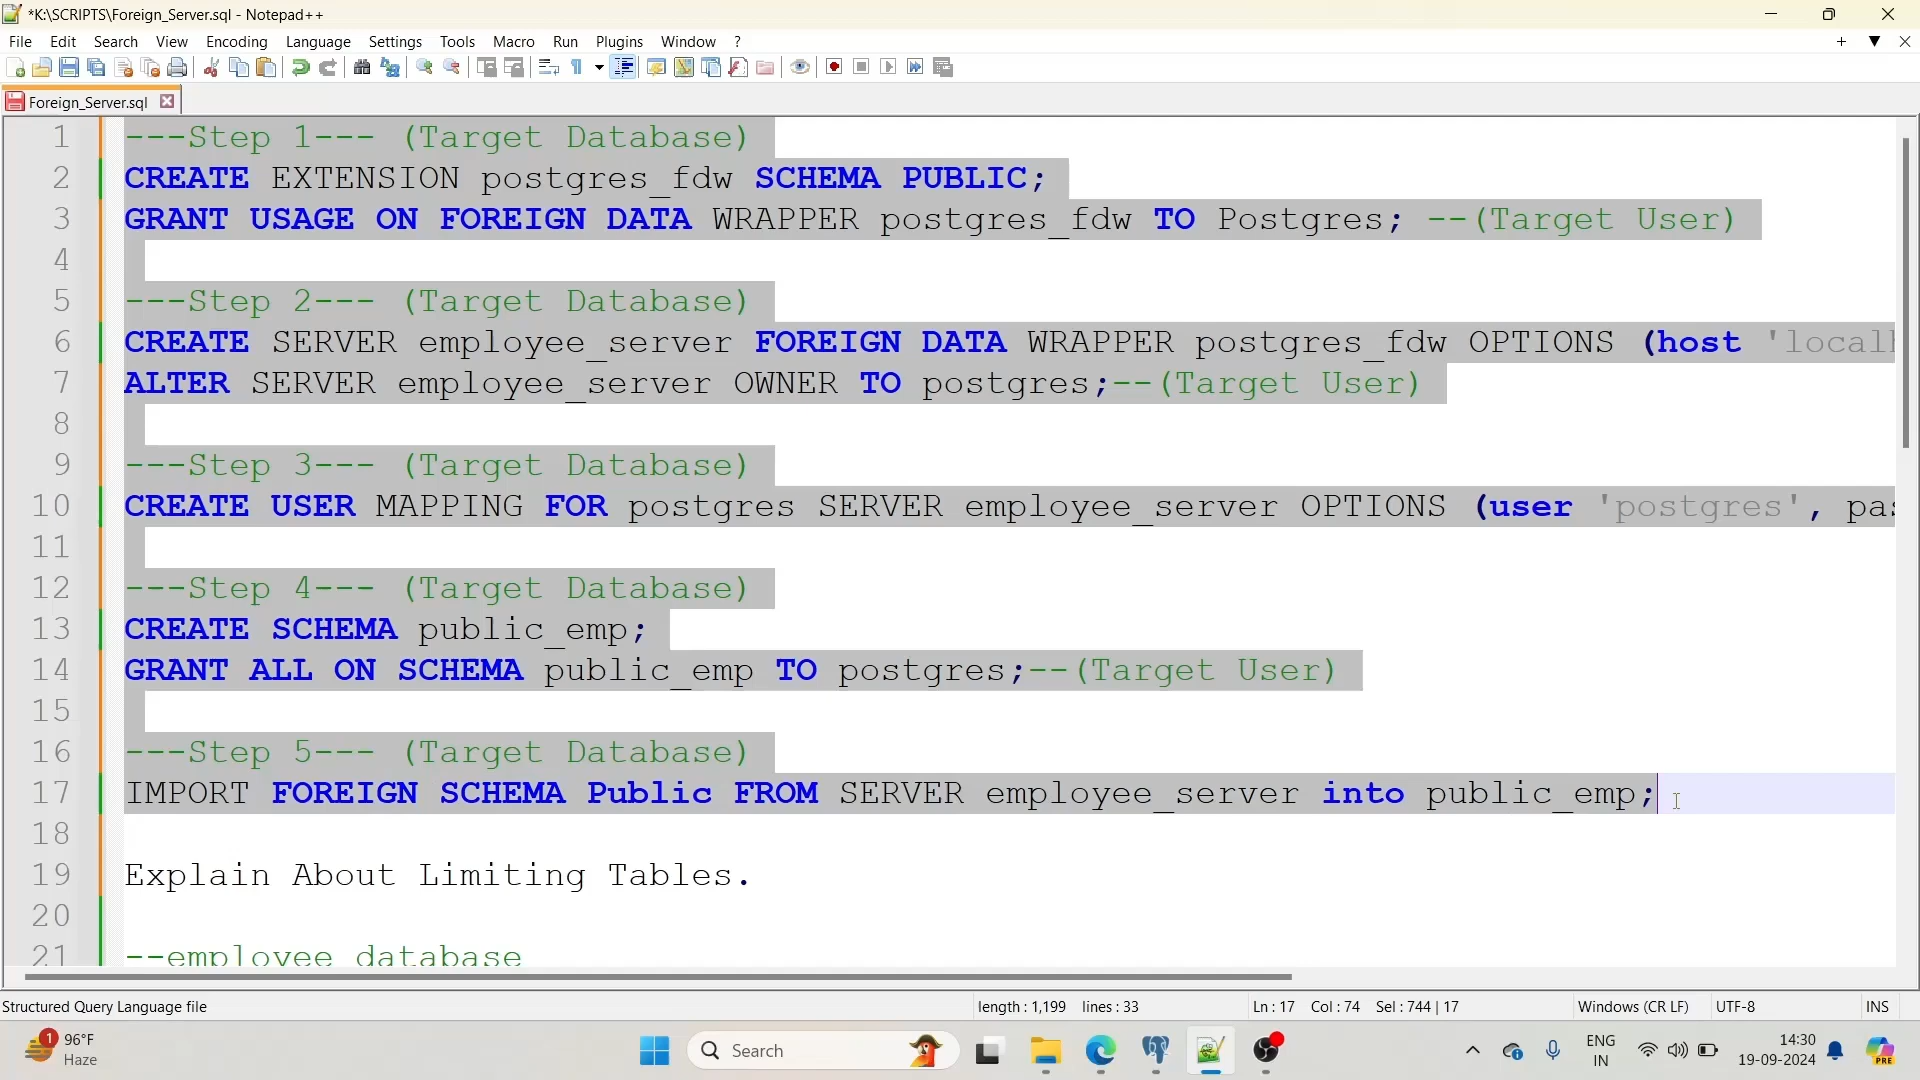 *K:\SCRIPTS\Foreign_Server.sql - Notepad++
File Edit Search View Encoding Language Settings Tools Macro Run Plugins Window ?
Foreign_Server.sql
1 ---Step 1--- (Target Database)
2 CREATE EXTENSION postgres_fdw SCHEMA PUBLIC;
3 GRANT USAGE ON FOREIGN DATA WRAPPER postgres_fdw TO Postgres; --(Target User)
4
5 ---Step 2--- (Target Database)
6 CREATE SERVER employee_server FOREIGN DATA WRAPPER postgres_fdw OPTIONS (host 'local
7 ALTER SERVER employee_server OWNER TO postgres;--(Target User)
8
9 ---Step 3--- (Target Database)
10 CREATE USER MAPPING FOR postgres SERVER employee_server OPTIONS (user 'postgres', pas
11
12 ---Step 4--- (Target Database)
13 CREATE SCHEMA public_emp;
14 GRANT ALL ON SCHEMA public_emp TO postgres;--(Target User)
15
16 ---Step 5--- (Target Database)
17 IMPORT FOREIGN SCHEMA Public FROM SERVER employee_server into public_emp;
18
19 Explain About Limiting Tables.
20
21 --employee database
Structured Query Language file length : 1,199 lines : 33 Ln : 17 Col : 74 Sel : 744 | 17 Windows (CR LF) UTF-8 INS
1 96°F
Haze
Search
ENG
IN
14:30
19-09-2024
PRE